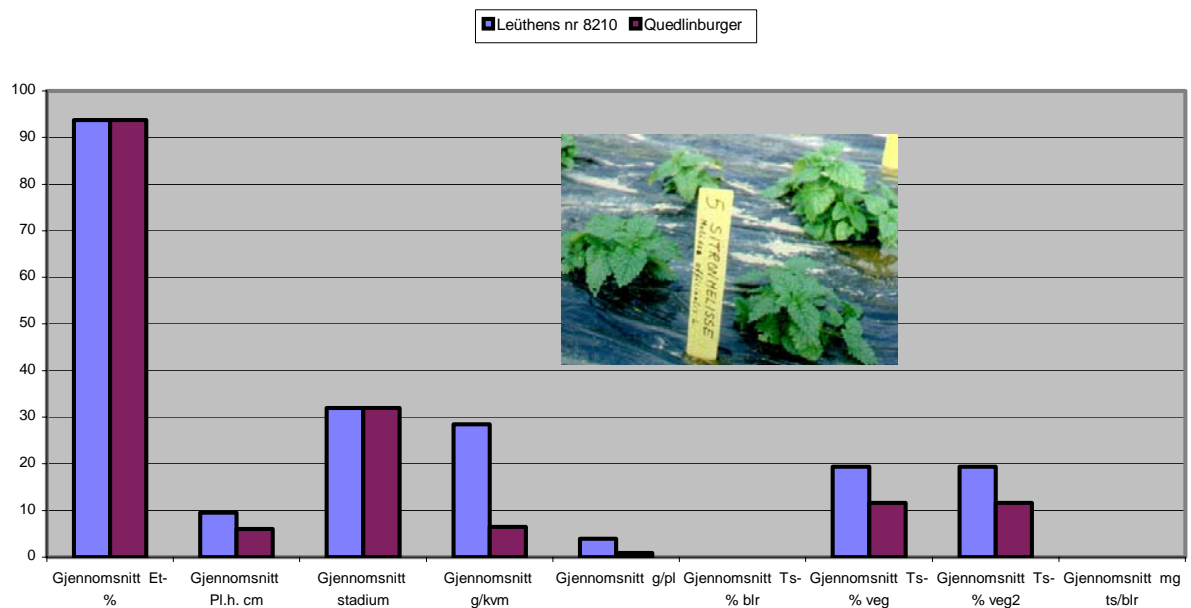 Leüthens nr 8210 Quedlinburger
100
90
80
70
60
50
40
30
20
10
0
5 SITRONMELISSE
Melissa officinalis L
Gjennomsnitt Et-
%
Gjennomsnitt
Pl.h. cm
Gjennomsnitt
stadium
Gjennomsnitt
g/kvm
Gjennomsnitt g/pl
Gjennomsnitt Ts-
% blr
Gjennomsnitt Ts-
% veg
Gjennomsnitt Ts-
% veg2
Gjennomsnitt mg
ts/blr